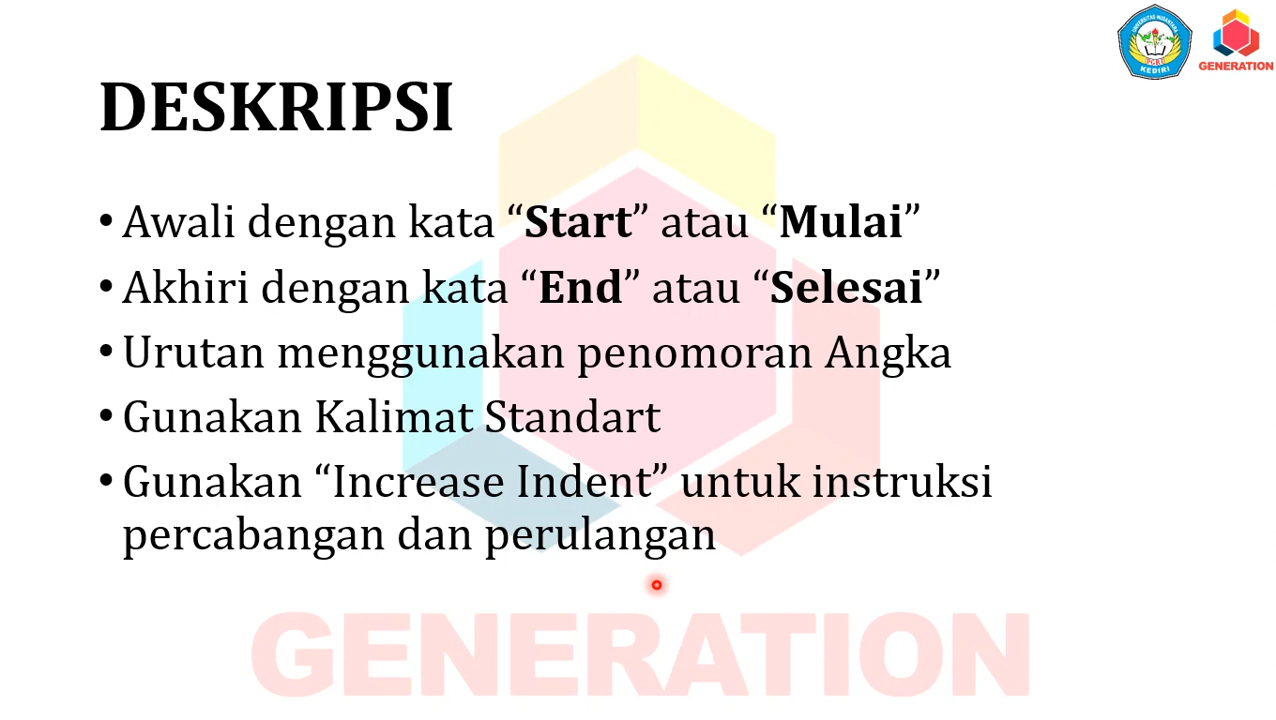 GENERATION
DESKRIPSI
• Awali dengan kata “Start” atau “Mulai”
• Akhiri dengan kata “End” atau “Selesai”
• Urutan menggunakan penomoran Angka
• Gunakan Kalimat Standart
• Gunakan “Increase Indent” untuk instruksi
percabangan dan perulangan
GENERATION
KEDIRI